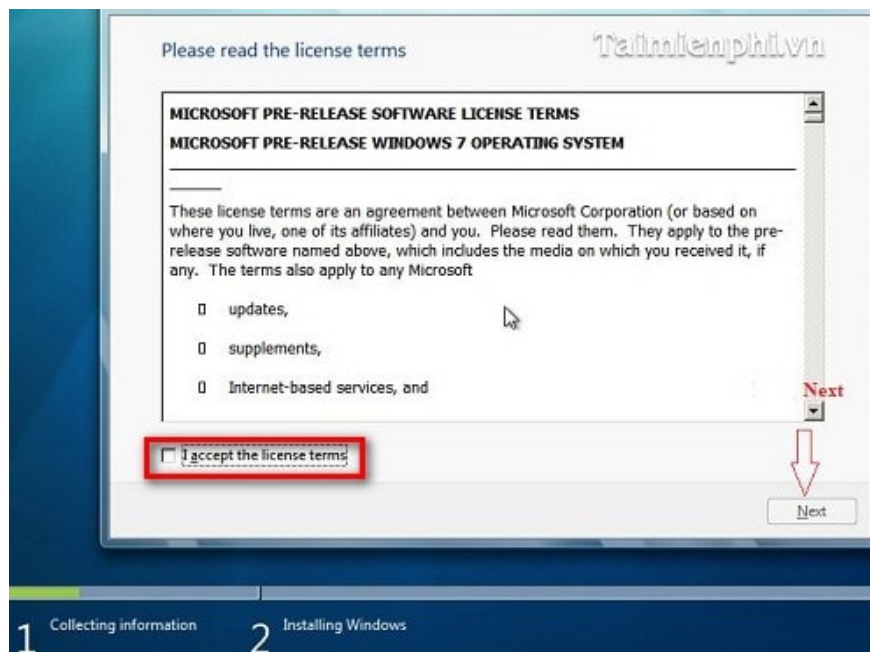 Please read the license terms
Taimienphi.vn
MICROSOFT PRE-RELEASE SOFTWARE LICENSE TERMS
MICROSOFT PRE-RELEASE WINDOWS 7 OPERATING SYSTEM
These license terms are an agreement between Microsoft Corporation (or based on
where you live, one of its affiliates) and you.  Please read them.  They apply to the pre-
release software named above, which includes the media on which you received it, if
any.  The terms also apply to any Microsoft
updates,
supplements,
Internet-based services, and
Next
I accept the license terms
Next
1 Collecting information
2 Installing Windows